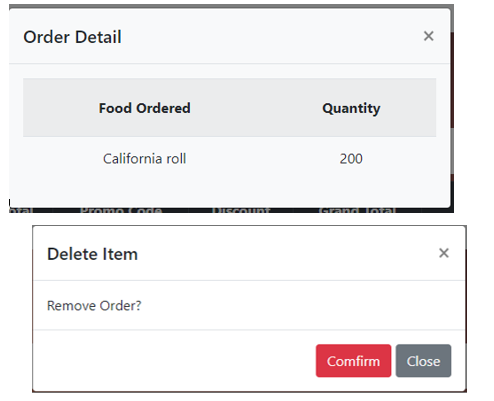 Order Detail ×
Food Ordered Quantity
California roll 200
otal Promo Code Discount Grand Total
Delete Item ×
Remove Order?
Comfirm Close